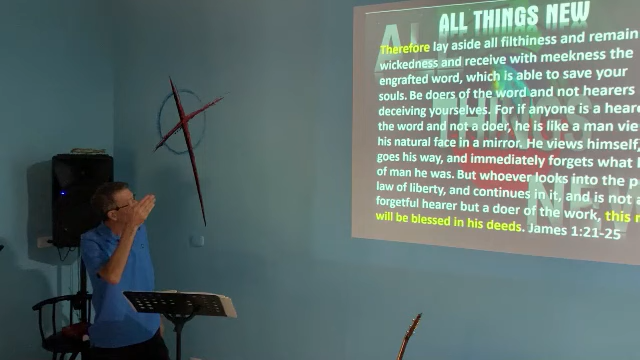 ALL THINGS NEW
Therefore lay aside all filthiness and remain
wickedness and receive with meekness the
engrafted word, which is able to save your
souls. Be doers of the word and not hearers
deceiving yourselves. For if anyone is a heare
the word and not a doer, he is like a man vie
his natural face in a mirror. He views himself,
goes his way, and immediately forgets what
of man he was. But whoever looks into the p
law of liberty, and continues in it, and is not a
forgetful hearer but a doer of the work, this
will be blessed in his deeds. James 1:21-25